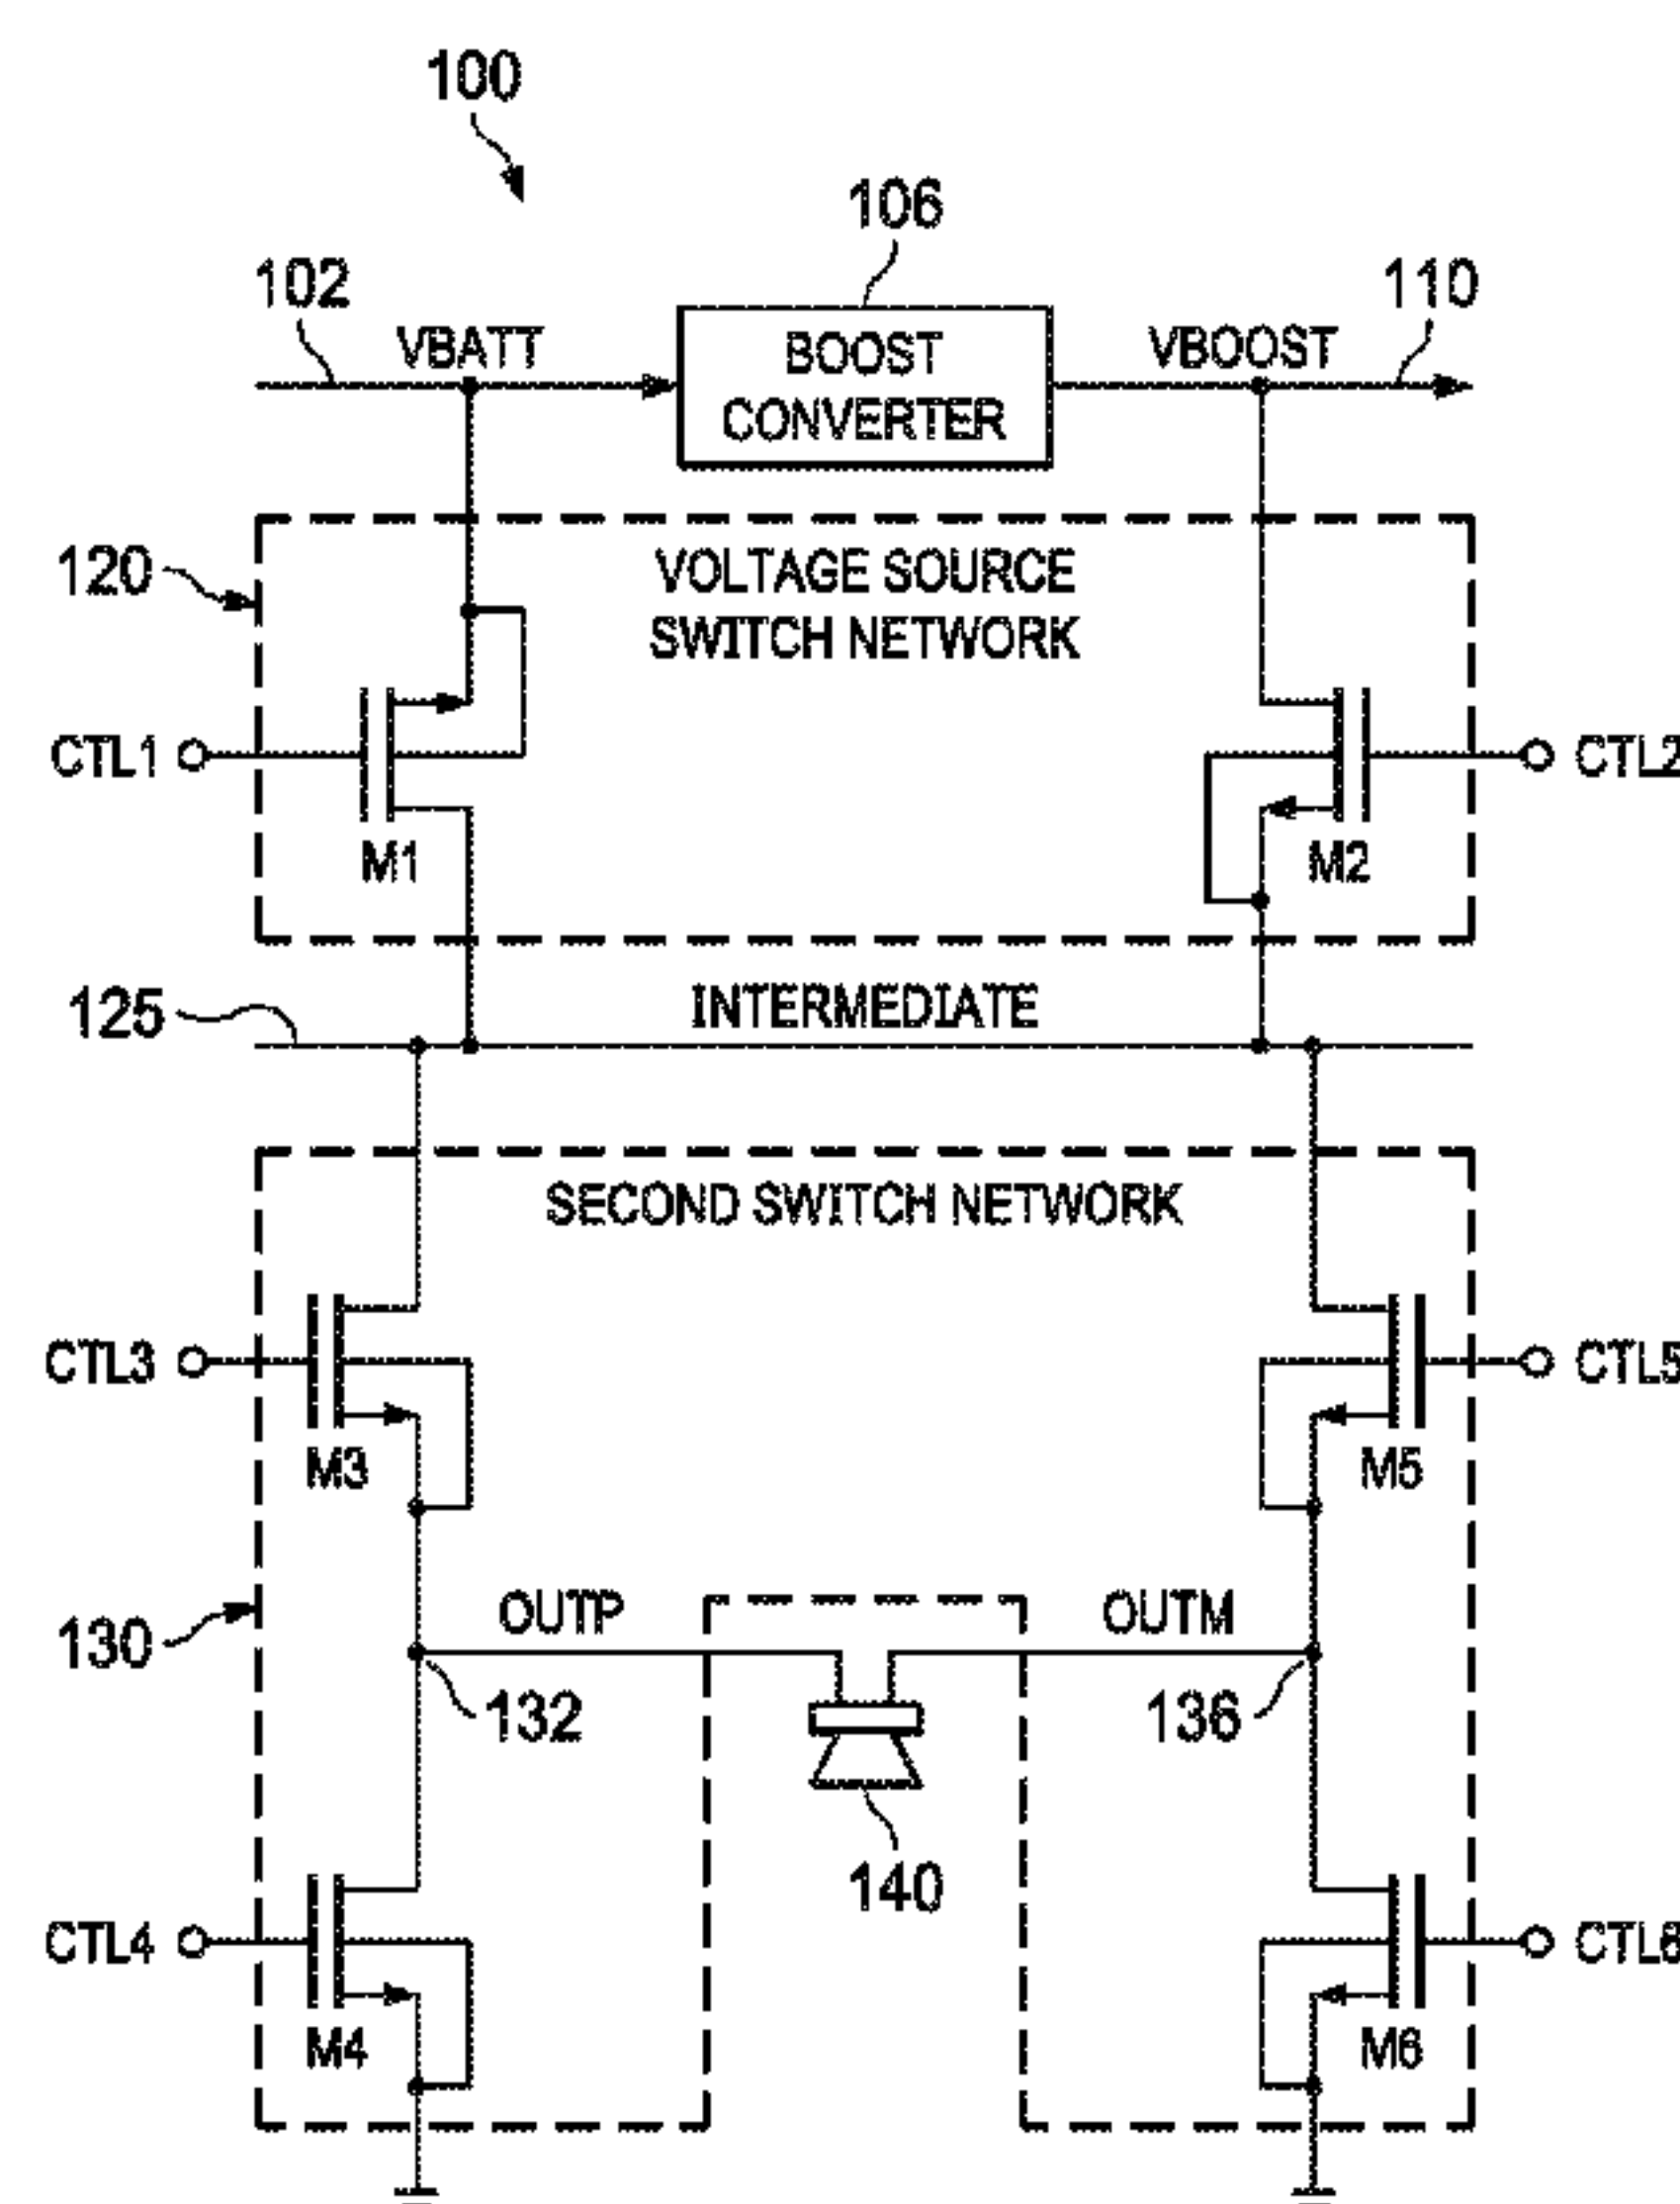 100
106
102
110
VBATT
BOOST
CONVERTER
VBOOST
120
VOLTAGE SOURCE
SWITCH NETWORK
CTL1
CTL2
M1
M2
125
INTERMEDIATE
SECOND SWITCH NETWORK
CTL3
CTL5
M3
M5
OUTP
OUTM
130
132
136
140
CTL4
CTL6
M4
M6